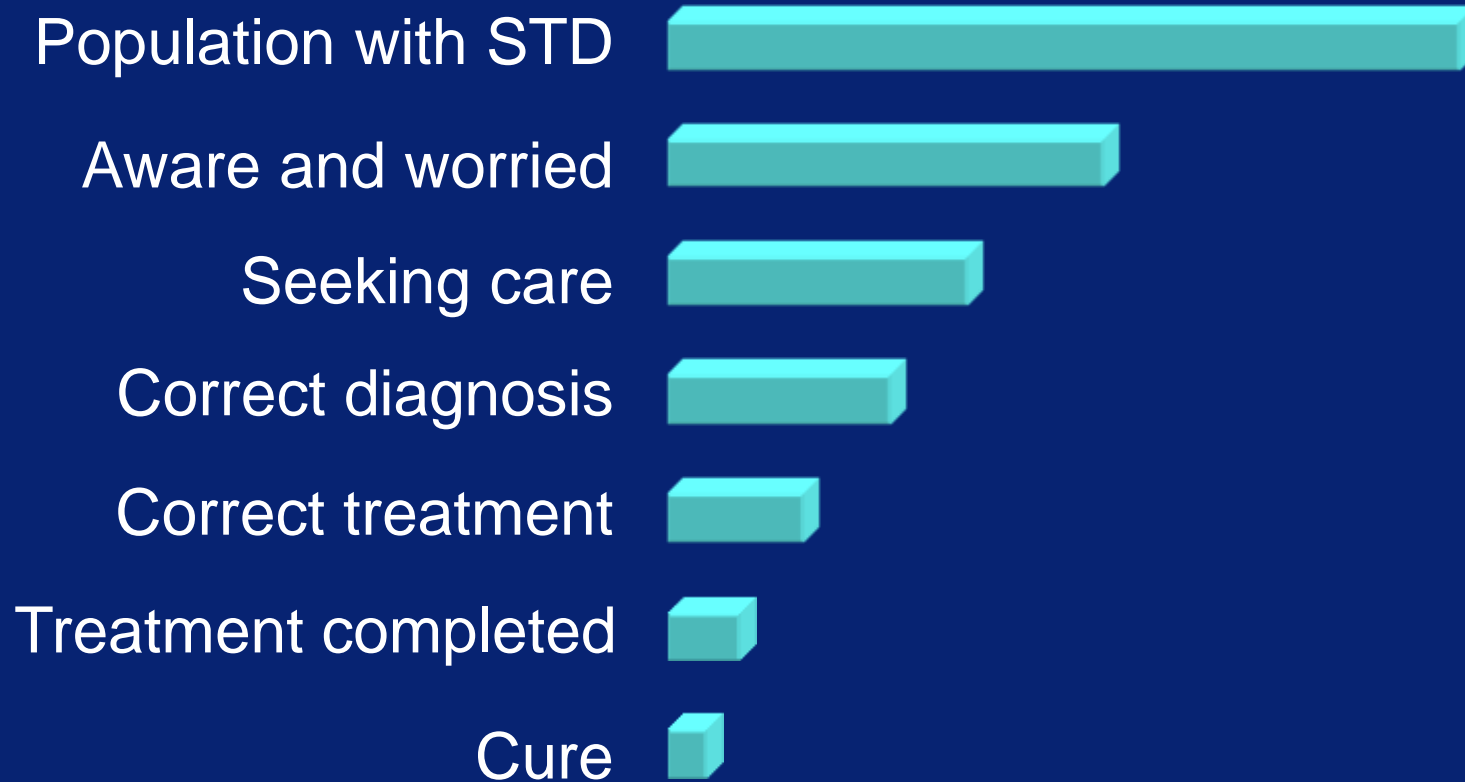 Population with STD
Aware and worried
Seeking care
Correct diagnosis
Correct treatment
Treatment completed
Cure